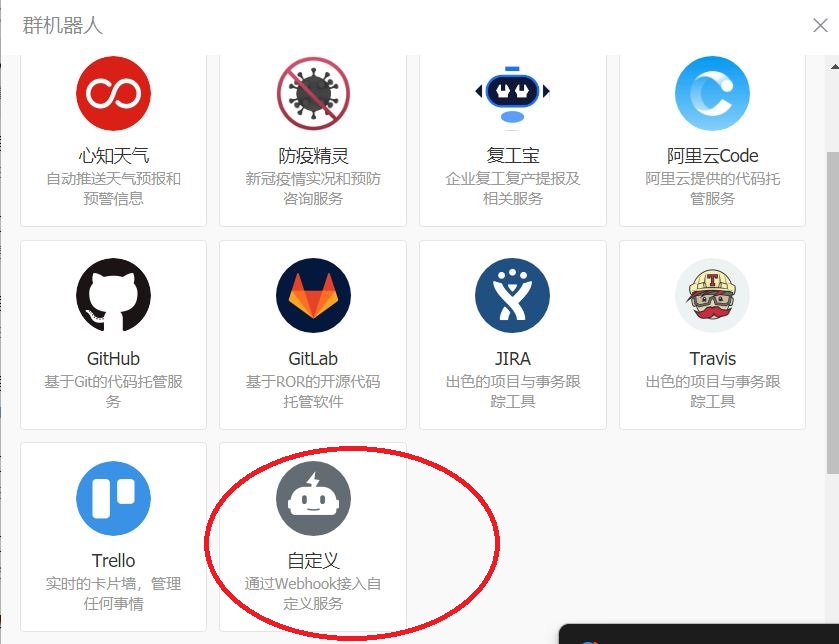 群机器人
心知天气
自动推送天气预报和
预警信息
防疫精灵
新冠疫情实况和预防
咨询服务
复工宝
企业复工复产提报及
相关服务
阿里云Code
阿里云提供的代码托
管服务
GitHub
基于Git的代码托管服
务
GitLab
基于ROR的开源代码
托管软件
JIRA
出色的项目与事务跟
踪工具
Travis
出色的项目与事务跟
踪工具
Trello
实时的卡片墙，管理
任何事情
自定义
通过Webhook接入自
定义服务